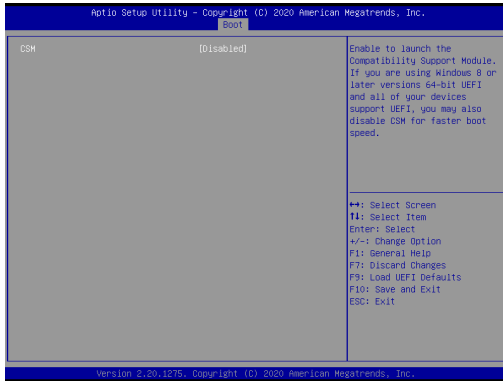 Aptio Setup Utility - Copyright (C) 2020 American Megatrends, Inc.
Boot
CSM [Disabled]
Enable to launch the
Compatibility Support Module.
If you are using Windows 8 or
later versions 64-bit UEFI
and all of your devices
support UEFI, you may also
disable CSM for faster boot
speed.
↔: Select Screen
↑↓: Select Item
Enter: Select
+/-: Change Option
F1: General Help
F7: Discard Changes
F9: Load UEFI Defaults
F10: Save and Exit
ESC: Exit
Version 2.20.1275. Copyright (C) 2020 American Megatrends, Inc.